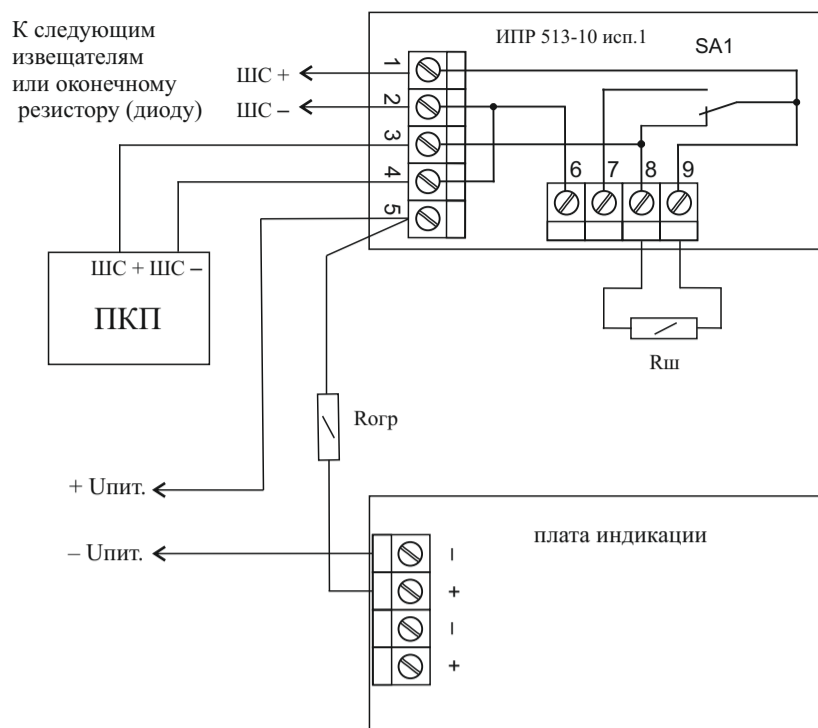 К следующим
извещателям
или оконечному
резистору (диоду)
ШС +
ШС –
ИПР 513-10 исп.1
SA1
1
2
3
4
5
6 7 8 9
ШС + ШС –
ПКП
Rш
Rогр
+ Uпит.
– Uпит.
плата индикации
–
+
–
+